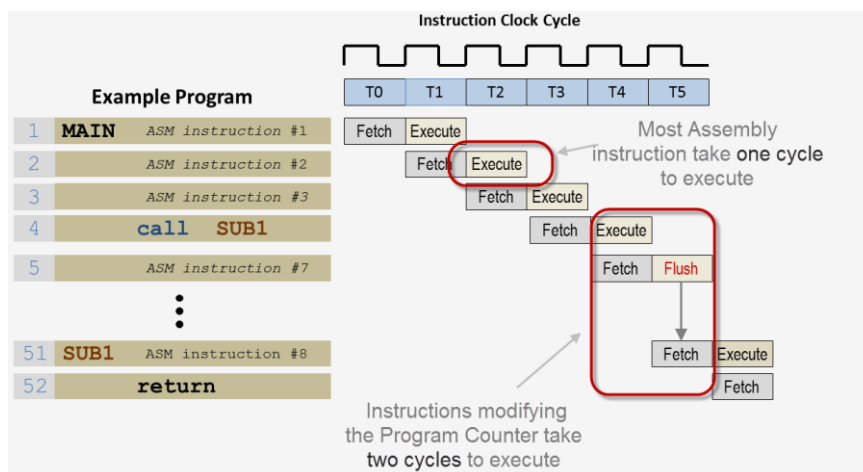 Instruction Clock Cycle
Example Program
T0 T1 T2 T3 T4 T5
1 MAIN ASM instruction #1 Fetch Execute
Most Assembly
instruction take one cycle
to execute
2 ASM instruction #2 Fetch Execute
3 ASM instruction #3 Fetch Execute
4 call SUB1 Fetch Execute
5 ASM instruction #7 Fetch Flush
51 SUB1 ASM instruction #8 Fetch Execute
52 return Fetch
Instructions modifying
the Program Counter take
two cycles to execute